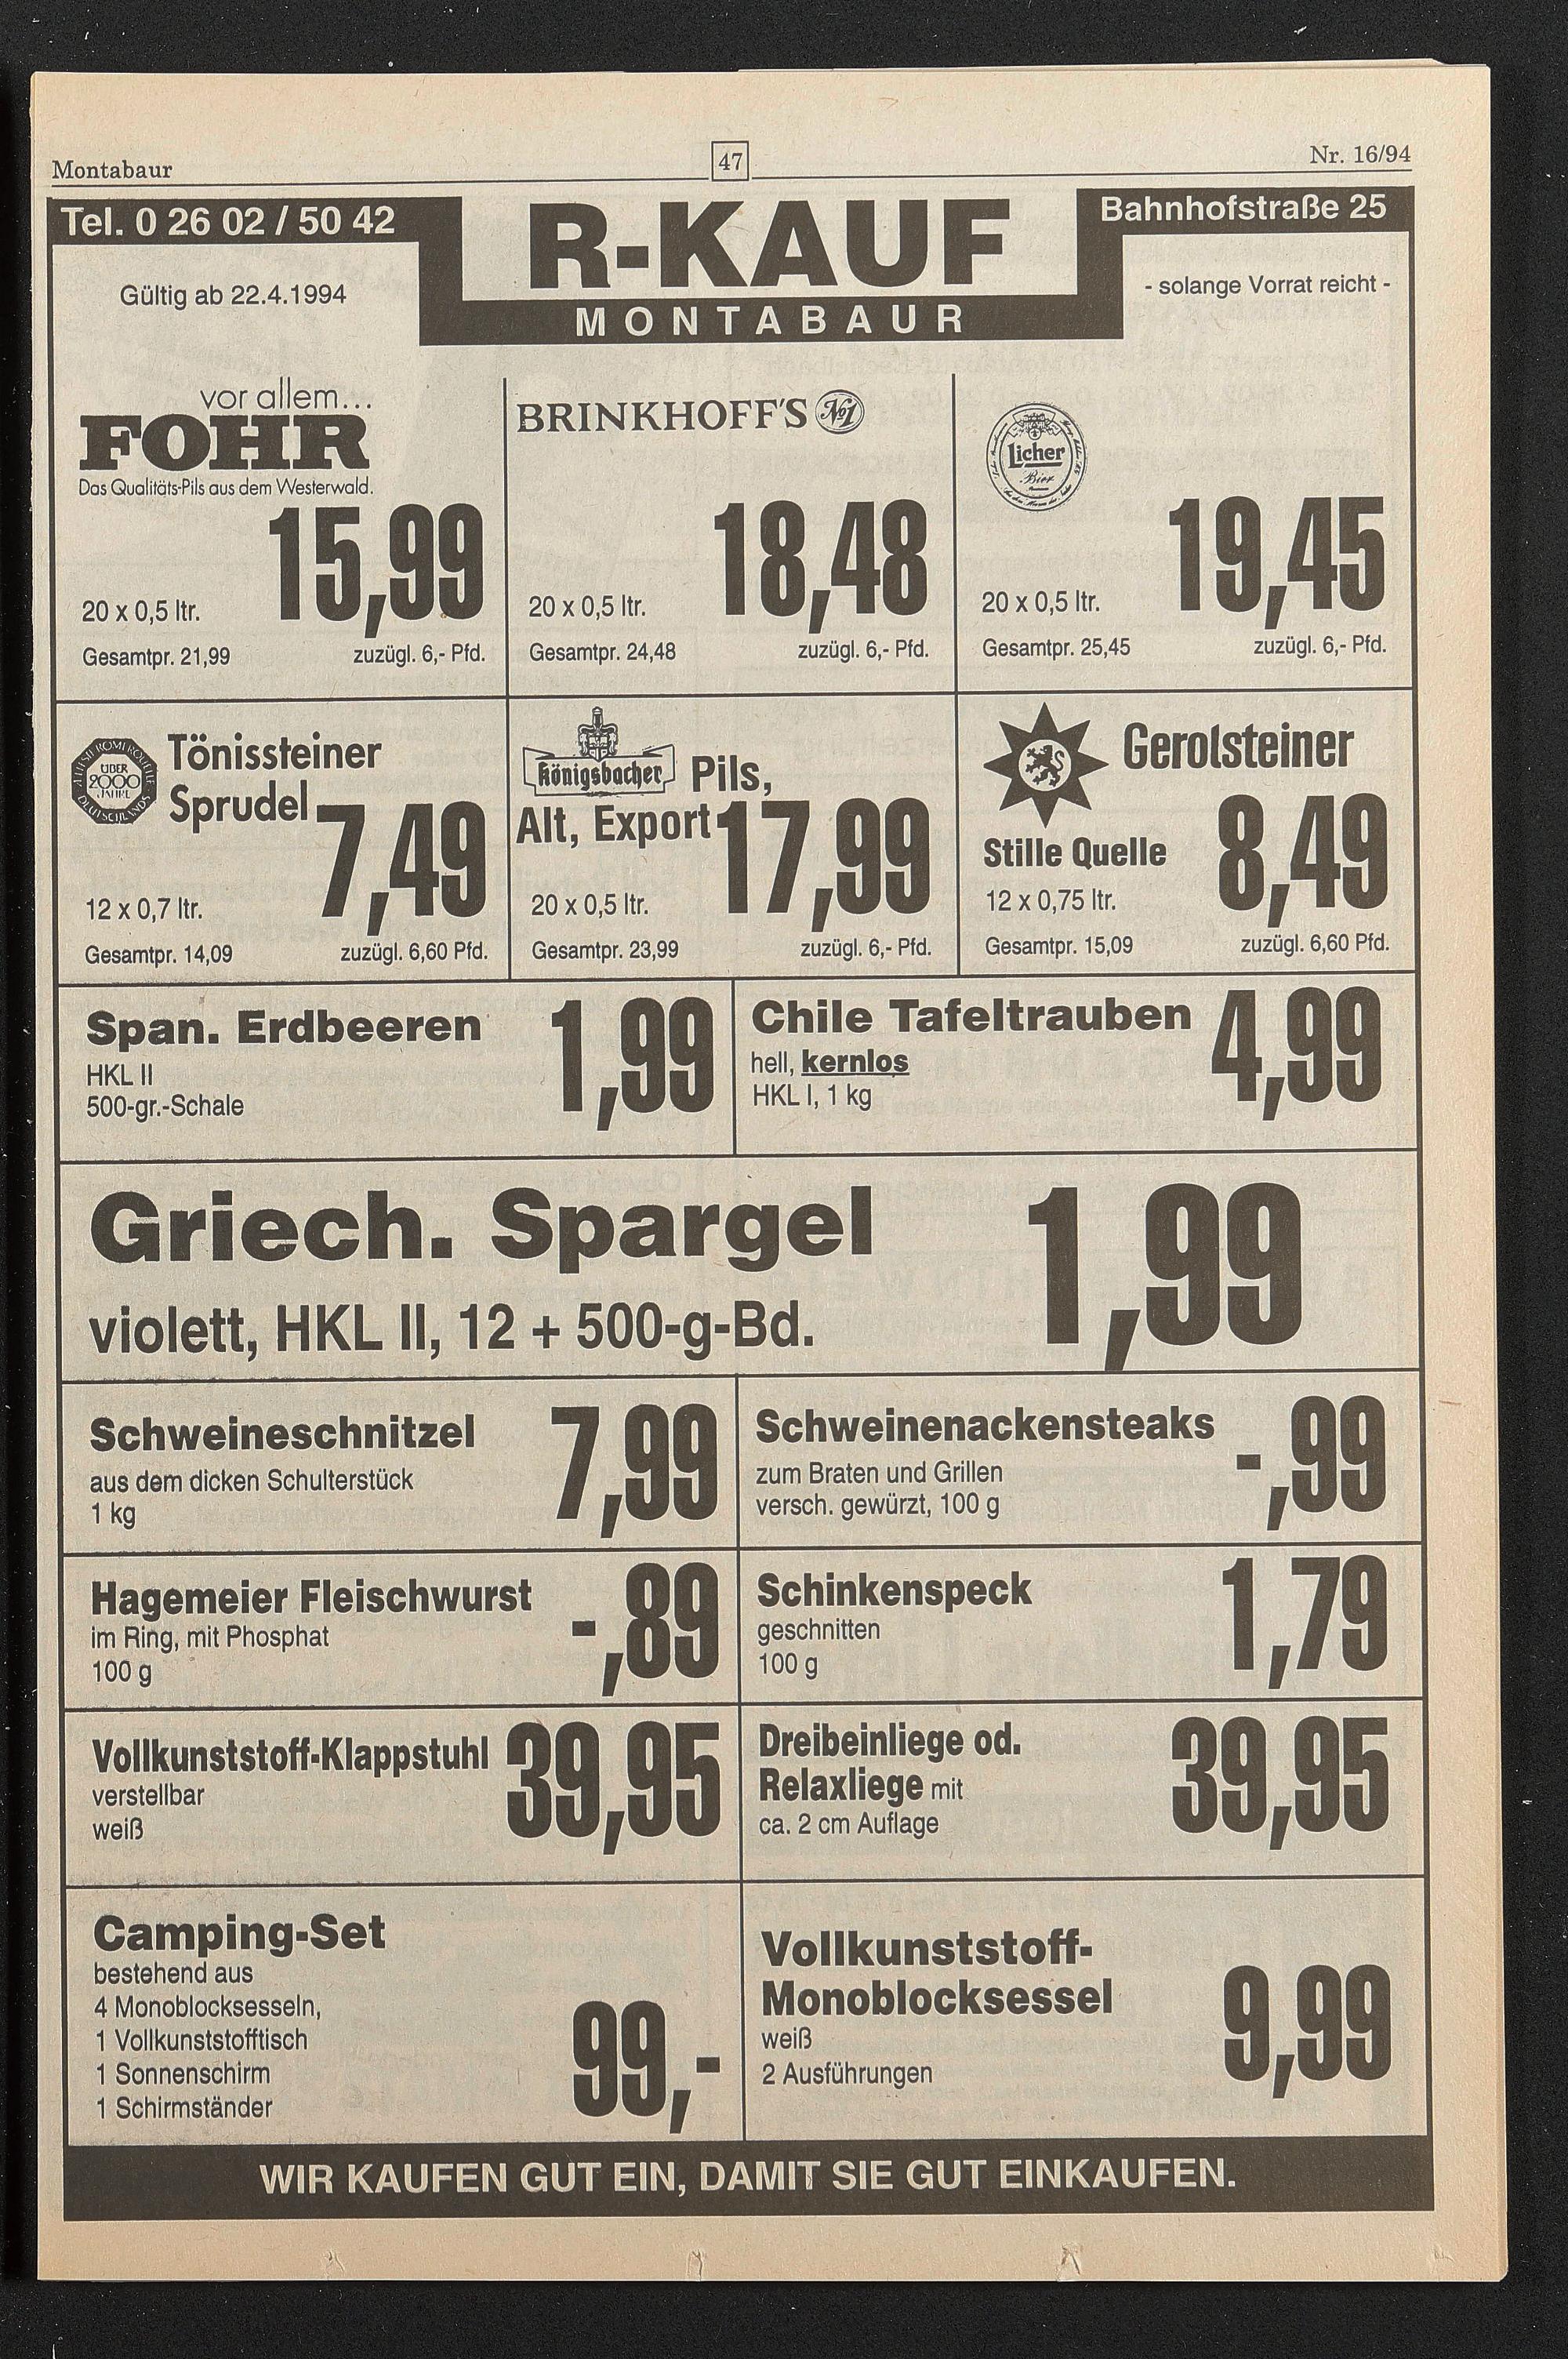 Montabaur
47
Nr. 16/94
Tel. 0 26 02 / 50 42
R-KAUF
Bahnhofstraße 25
Gültig ab 22.4.1994
MONTABAUR
- solange Vorrat reicht -
vor allem...
FOHR
Das Qualitäts-Pils aus dem Westerwald.
15,99
20 x 0,5 ltr.
Gesamtpr. 21,99
zuzügl. 6,- Pfd.
BRINKHOFF'S No1
18,48
20 x 0,5 ltr.
Gesamtpr. 24,48
zuzügl. 6,- Pfd.
Licher
Bier
19,45
20 x 0,5 ltr.
Gesamtpr. 25,45
zuzügl. 6,- Pfd.
ÜBER
2000
JAHRE
Tönissteiner
Sprudel
7,49
12 x 0,7 ltr.
Gesamtpr. 14,09
zuzügl. 6,60 Pfd.
Königsbacher Pils,
Alt, Export
17,99
20 x 0,5 ltr.
Gesamtpr. 23,99
zuzügl. 6,- Pfd.
Gerolsteiner
Stille Quelle
8,49
12 x 0,75 ltr.
Gesamtpr. 15,09
zuzügl. 6,60 Pfd.
Span. Erdbeeren
HKL II
500-gr.-Schale
1,99
Chile Tafeltrauben
hell, kernlos
HKL I, 1 kg
4,99
Griech. Spargel
violett, HKL II, 12 + 500-g-Bd.
1,99
Schweineschnitzel
aus dem dicken Schulterstück
1 kg
7,99
Schweinenackensteaks
zum Braten und Grillen
versch. gewürzt, 100 g
-,99
Hagemeier Fleischwurst
im Ring, mit Phosphat
100 g
-,89
Schinkenspeck
geschnitten
100 g
1,79
Vollkunststoff-Klappstuhl
verstellbar
weiß
39,95
Dreibeinliege od.
Relaxliege mit
ca. 2 cm Auflage
39,95
Camping-Set
bestehend aus
4 Monoblocksesseln,
1 Vollkunststofftisch
1 Sonnenschirm
1 Schirmständer
99,-
Vollkunststoff-
Monoblocksessel
weiß
2 Ausführungen
9,99
WIR KAUFEN GUT EIN, DAMIT SIE GUT EINKAUFEN.